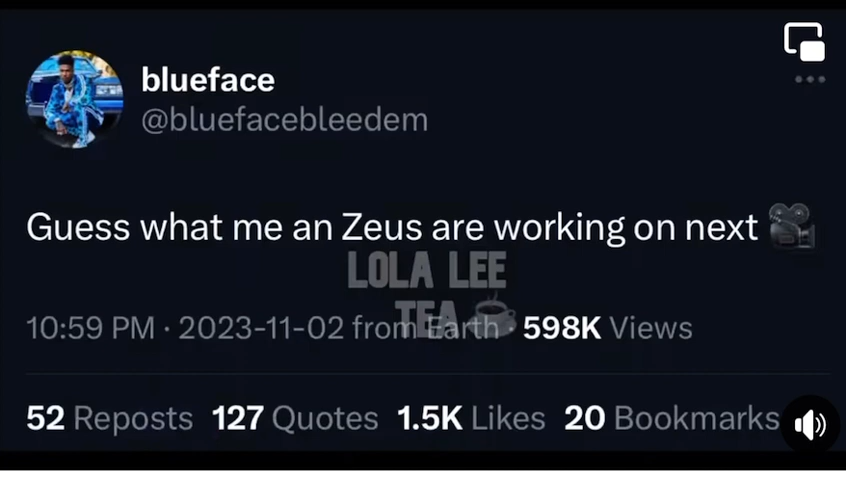 blueface
@bluefacebleedem
Guess what me an Zeus are working on next 🎥
LOLA LEE
TEA ☕
10:59 PM · 2023-11-02 from Earth · 598K Views
52 Reposts 127 Quotes 1.5K Likes 20 Bookmarks